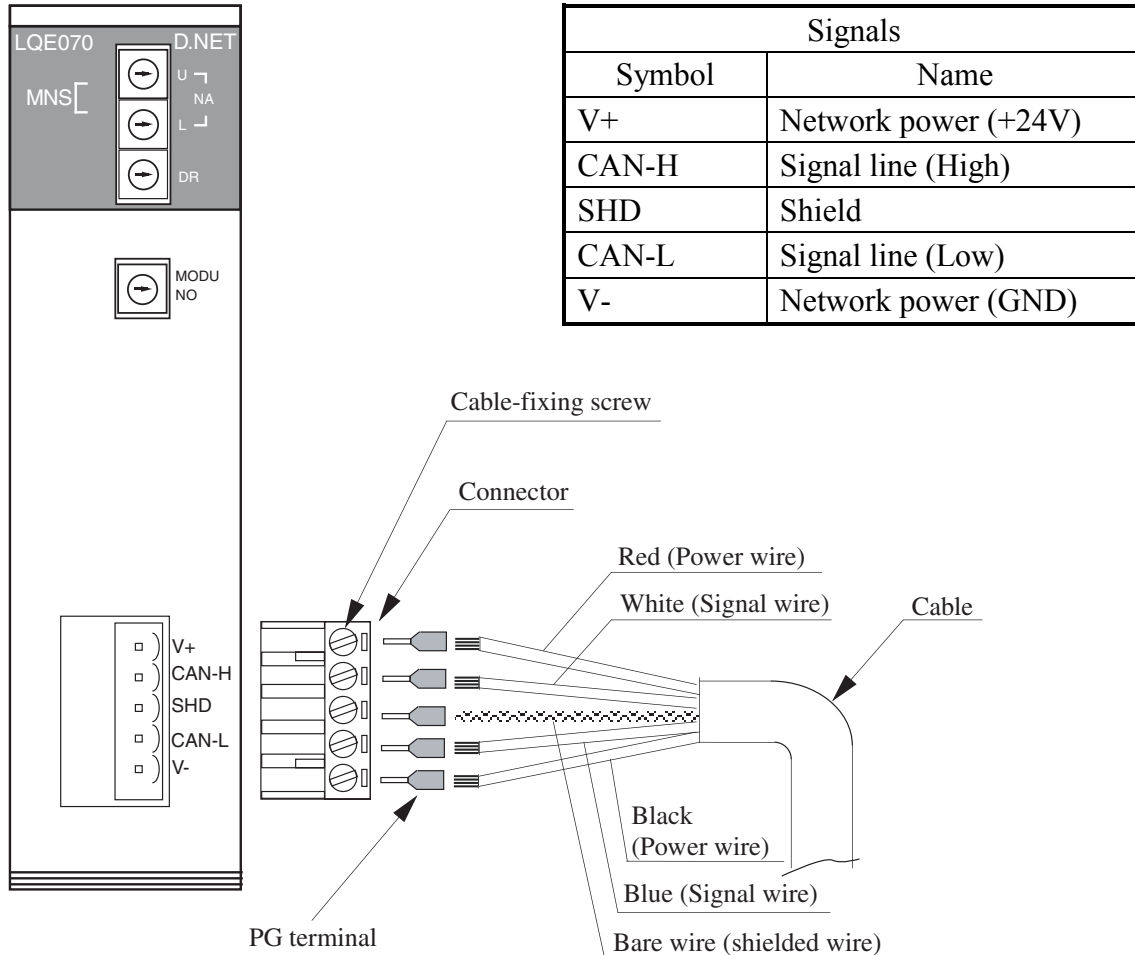 LQE070 D.NET
U
MNS
NA
L
DR
MODU
NO
V+
CAN-H
SHD
CAN-L
V-
Signals
Symbol Name
V+ Network power (+24V)
CAN-H Signal line (High)
SHD Shield
CAN-L Signal line (Low)
V- Network power (GND)
Cable-fixing screw
Connector
Red (Power wire)
White (Signal wire)
Cable
Black
(Power wire)
Blue (Signal wire)
Bare wire (shielded wire)
PG terminal